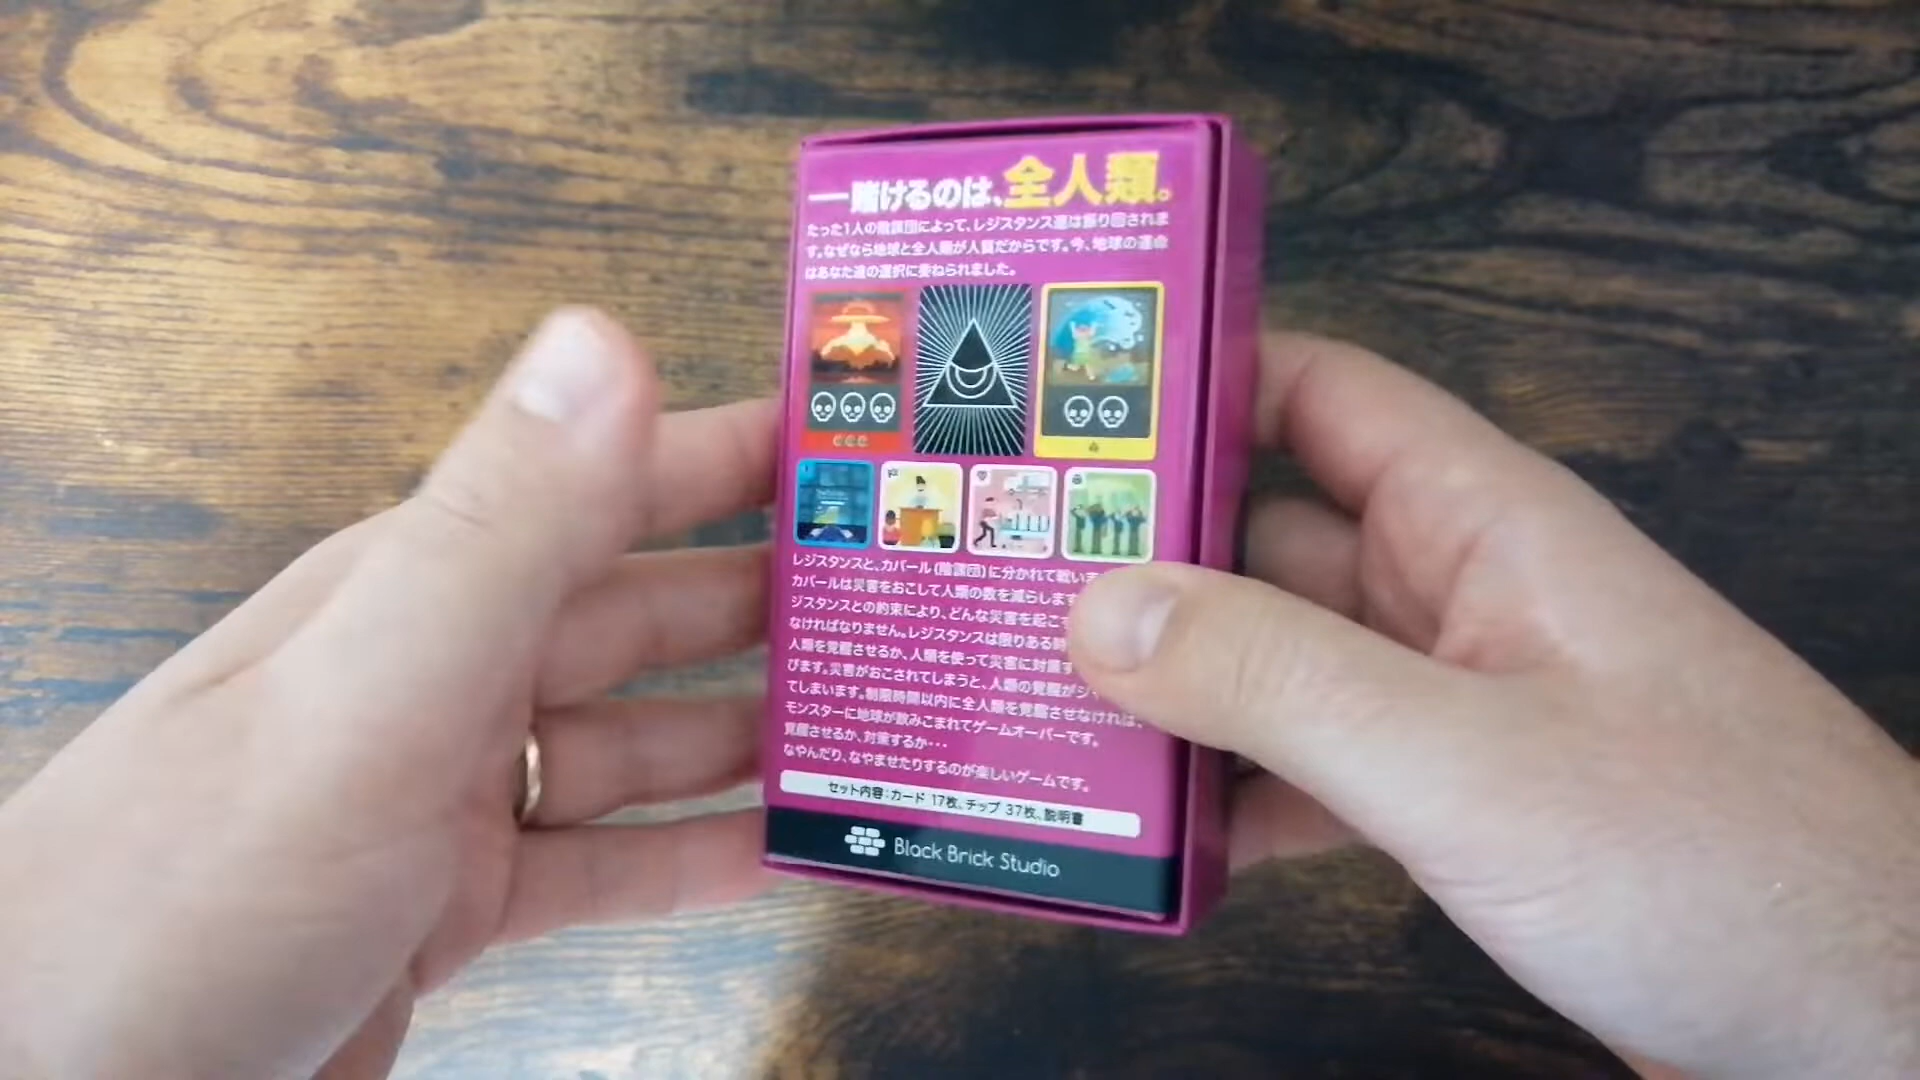 ―賭けるのは、全人類。
たった1人の陰謀団によって、レジスタンス達は振り回されま
す。なぜなら地球と全人類が人質だからです。今、地球の運命
はあなた達の選択に委ねられました。
レジスタンスと、カバール(陰謀団)に分かれて戦いま
カバールは災害をおこして人類の数を減らします
ジスタンスとの約束により、どんな災害を起こす
なければなりません。レジスタンスは限りある時
人類を覚醒させるか、人類を使って災害に対策す
びます。災害がおこされてしまうと、人類の覚醒がジャ
てしまいます。制限時間以内に全人類を覚醒させなければ、
モンスターに地球が飲みこまれてゲームオーバーです。
覚醒させるか、対策するか・・・
なやんだり、なやませたりするのが楽しいゲームです。
セット内容:カード 17枚、チップ 37枚、説明書
Black Brick Studio